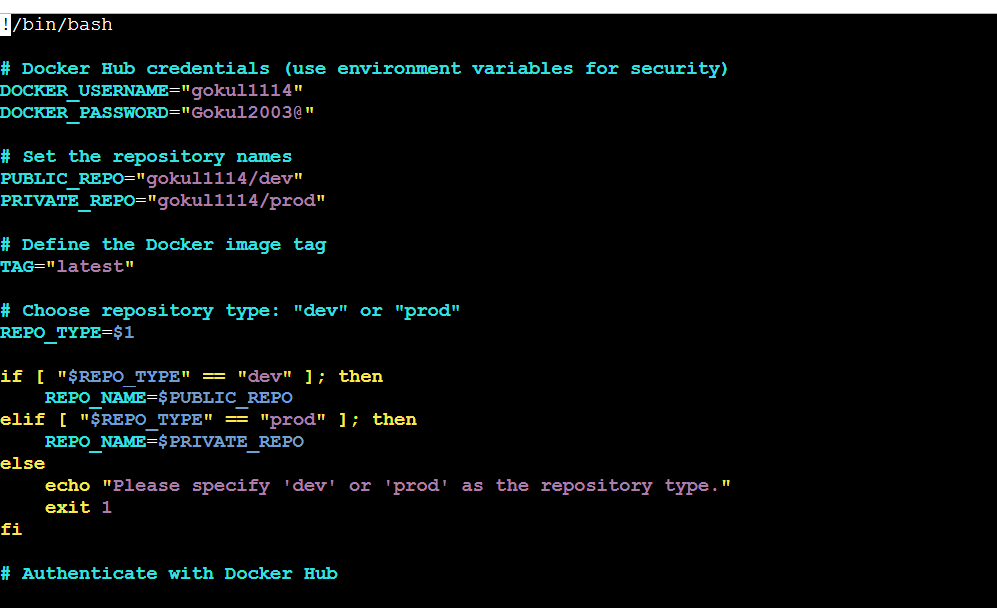 !/bin/bash
# Docker Hub credentials (use environment variables for security)
DOCKER_USERNAME="gokul1114"
DOCKER_PASSWORD="Gokul2003@"
# Set the repository names
PUBLIC_REPO="gokul1114/dev"
PRIVATE_REPO="gokul1114/prod"
# Define the Docker image tag
TAG="latest"
# Choose repository type: "dev" or "prod"
REPO_TYPE=$1
if [ "$REPO_TYPE" == "dev" ]; then
    REPO_NAME=$PUBLIC_REPO
elif [ "$REPO_TYPE" == "prod" ]; then
    REPO_NAME=$PRIVATE_REPO
else
    echo "Please specify 'dev' or 'prod' as the repository type."
    exit 1
fi
# Authenticate with Docker Hub